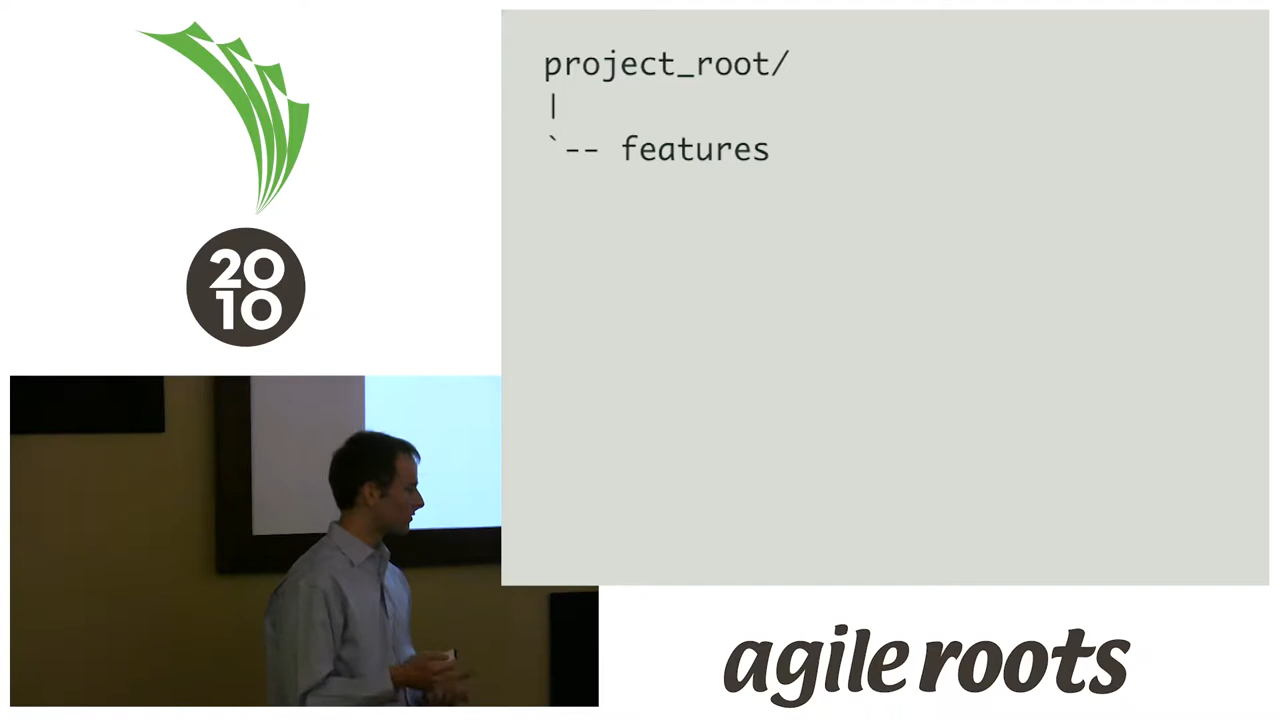 20
10
project_root/
|
`-- features
agile roots